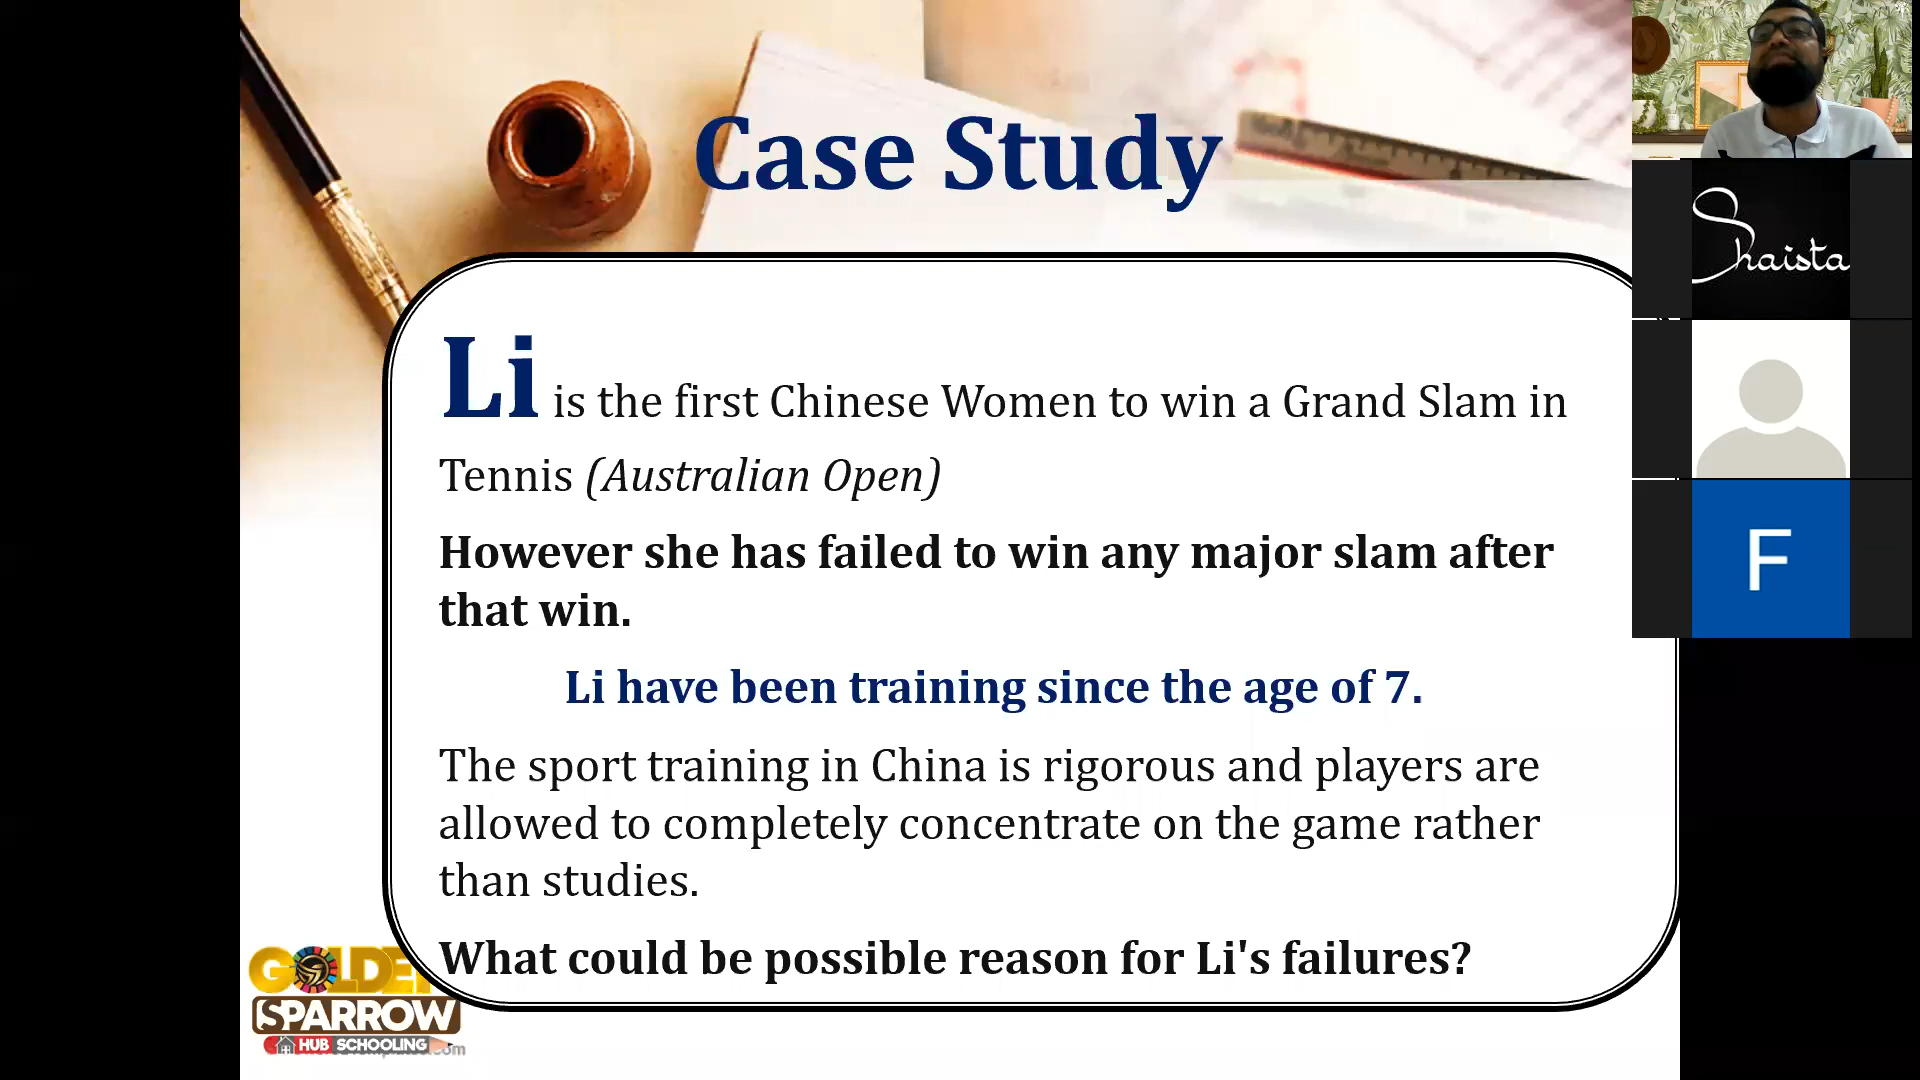 Case Study
Li is the first Chinese Women to win a Grand Slam in
Tennis (Australian Open)
However she has failed to win any major slam after
that win.
Li have been training since the age of 7.
The sport training in China is rigorous and players are
allowed to completely concentrate on the game rather
than studies.
What could be possible reason for Li's failures?
GOLDEN
SPARROW
HUB SCHOOLING
Shaista
F